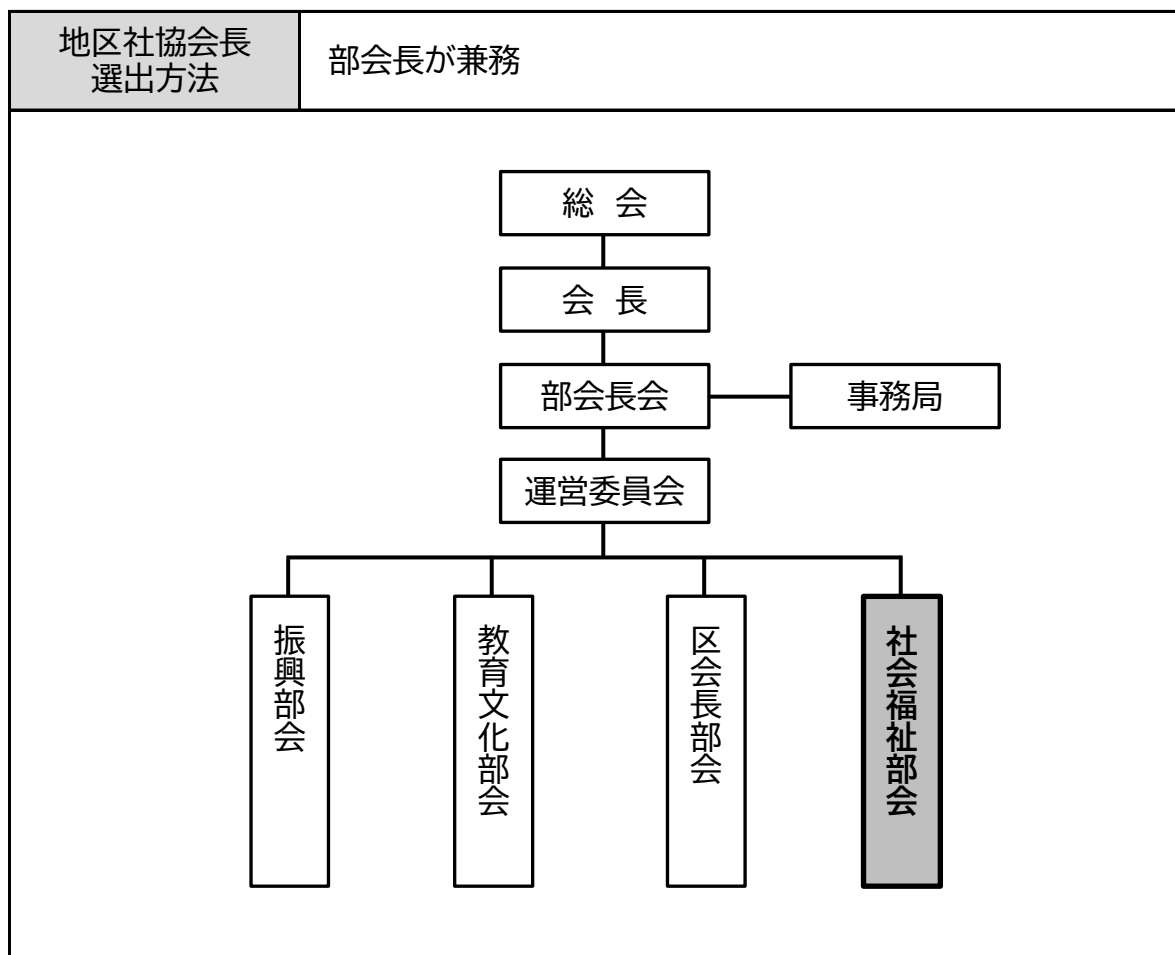 地区社協会長
選出方法
部会長が兼務
総 会
会 長
部会長会
事務局
運営委員会
振興部会
教育文化部会
区会長部会
社会福祉部会